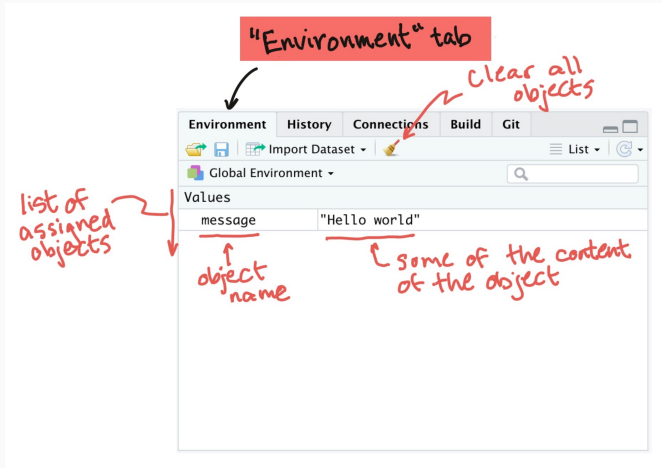 "Environment" tab
clear all
objects
Environment History Connections Build Git
Import Dataset List
Global Environment
Values
message "Hello world"
list of
assigned
objects
object
name
some of the content
of the object